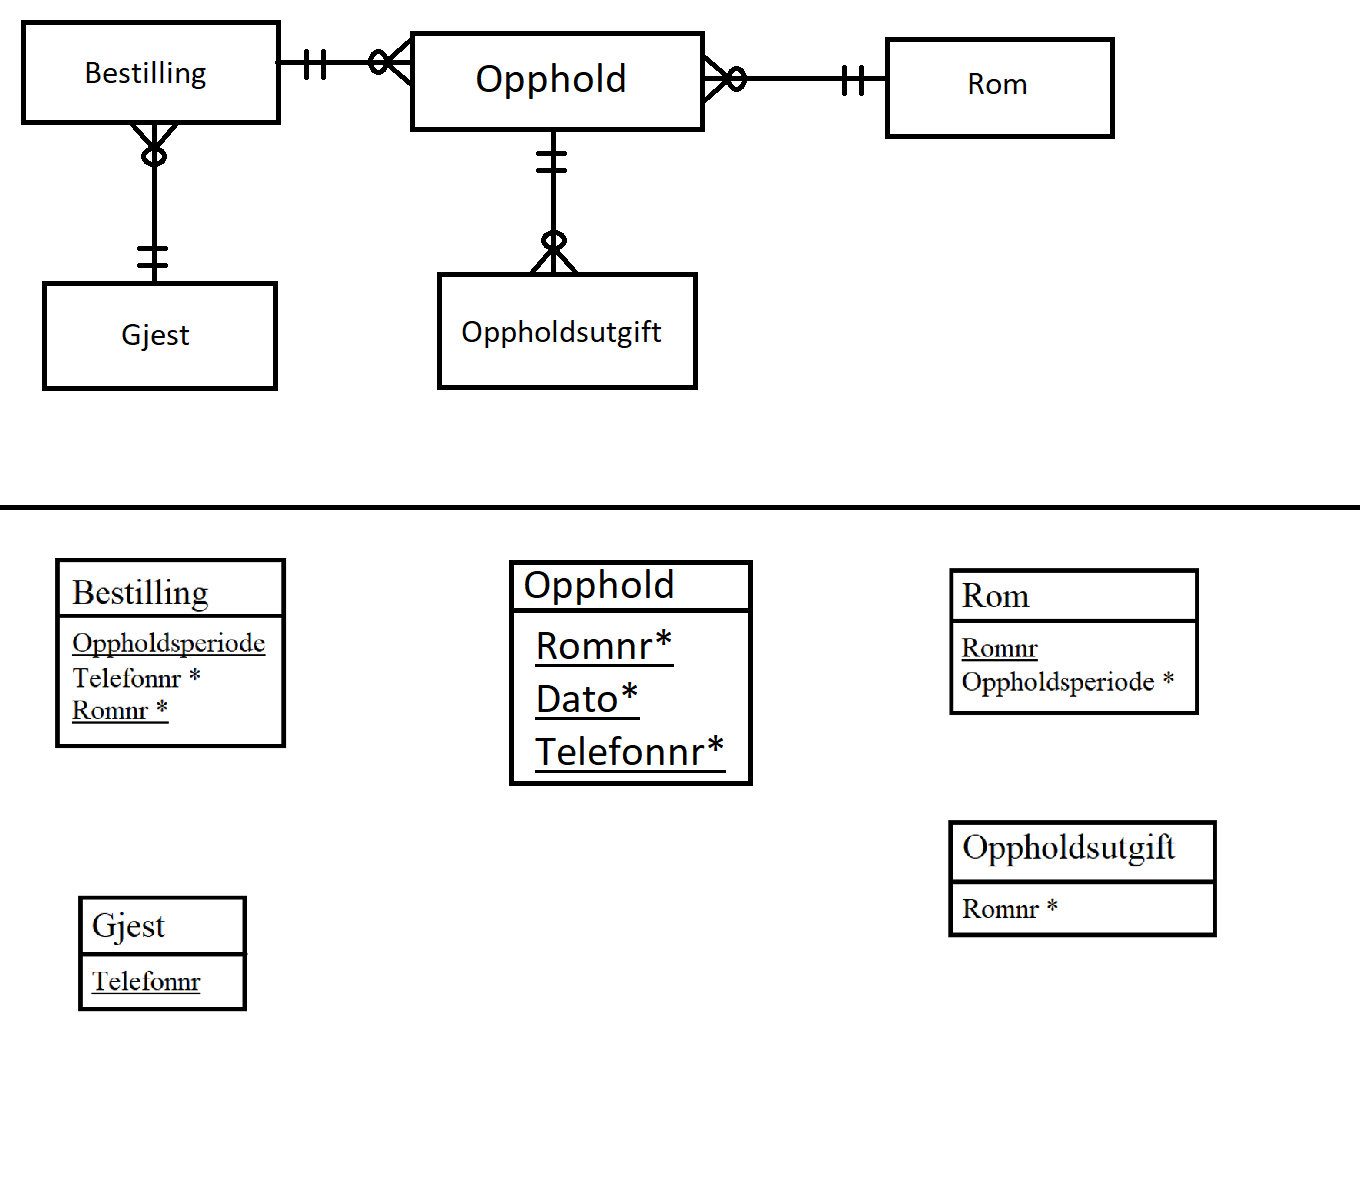 Bestilling
Opphold
Rom
Gjest
Oppholdsutgift
Bestilling
Oppholdsperiode
Telefonnr *
Romnr *
Opphold
Romnr*
Dato*
Telefonnr*
Rom
Romnr
Oppholdsperiode *
Oppholdsutgift
Romnr *
Gjest
Telefonnr